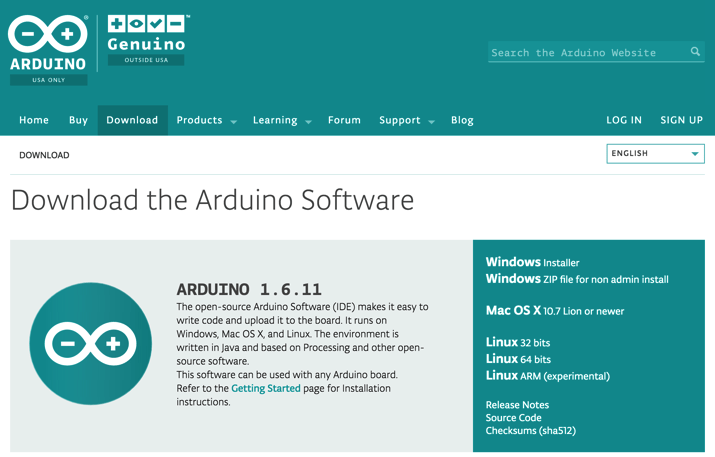 ARDUINO
USA ONLY
Genuino
OUTSIDE USA
Search the Arduino Website
Home Buy Download Products Learning Forum Support Blog LOG IN SIGN UP
DOWNLOAD
ENGLISH
Download the Arduino Software
ARDUINO 1.6.11
The open-source Arduino Software (IDE) makes it easy to
write code and upload it to the board. It runs on
Windows, Mac OS X, and Linux. The environment is
written in Java and based on Processing and other open-
source software.
This software can be used with any Arduino board.
Refer to the Getting Started page for Installation
instructions.
Windows Installer
Windows ZIP file for non admin install
Mac OS X 10.7 Lion or newer
Linux 32 bits
Linux 64 bits
Linux ARM (experimental)
Release Notes
Source Code
Checksums (sha512)